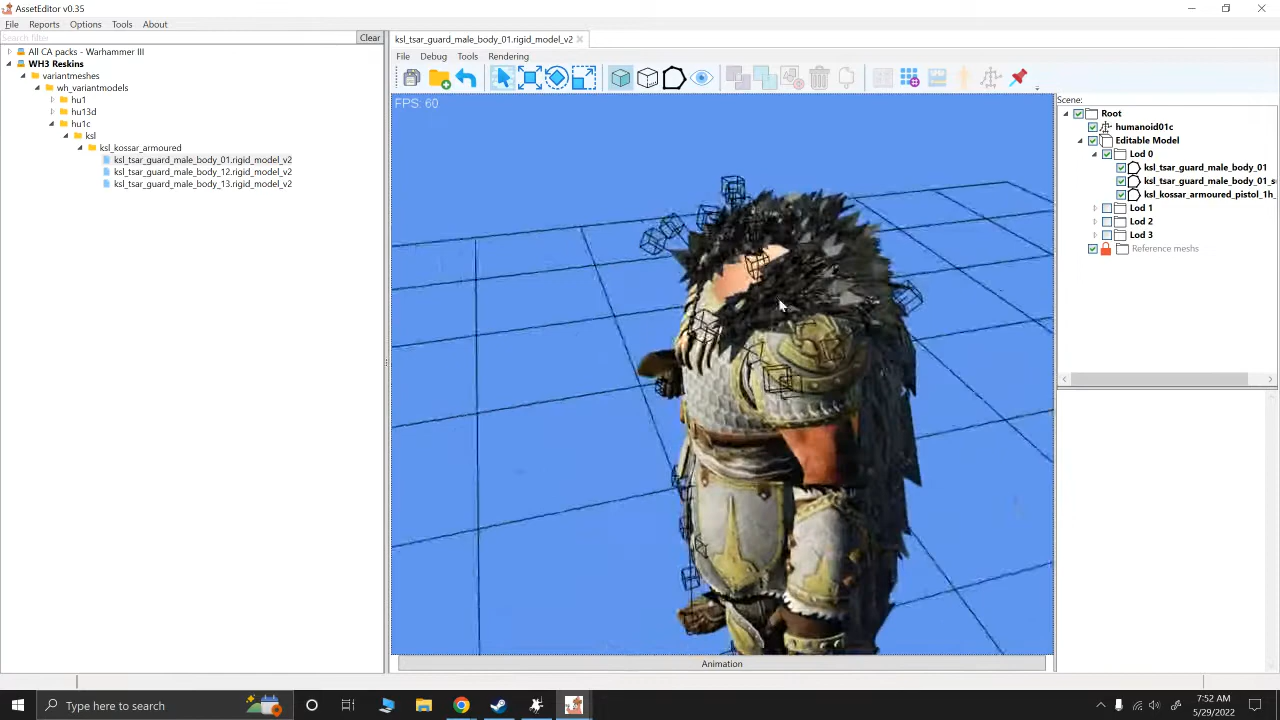 AssetEditor v0.35
File Reports Options Tools About
Search filter Clear
All CA packs - Warhammer III
WH3 Reskins
variantmeshes
wh_variantmodels
hu1
hu13d
hu1c
ksl
ksl_kossar_armoured
ksl_tsar_guard_male_body_01.rigid_model_v2
ksl_tsar_guard_male_body_12.rigid_model_v2
ksl_tsar_guard_male_body_13.rigid_model_v2
ksl_tsar_guard_male_body_01.rigid_model_v2
File Debug Tools Rendering
FPS: 60
Animation
Scene:
Root
humanoid01c
Editable Model
Lod 0
ksl_tsar_guard_male_body_01
ksl_tsar_guard_male_body_01_s
ksl_kossar_armoured_pistol_1h_
Lod 1
Lod 2
Lod 3
Reference meshs
Type here to search
7:52 AM
5/29/2022